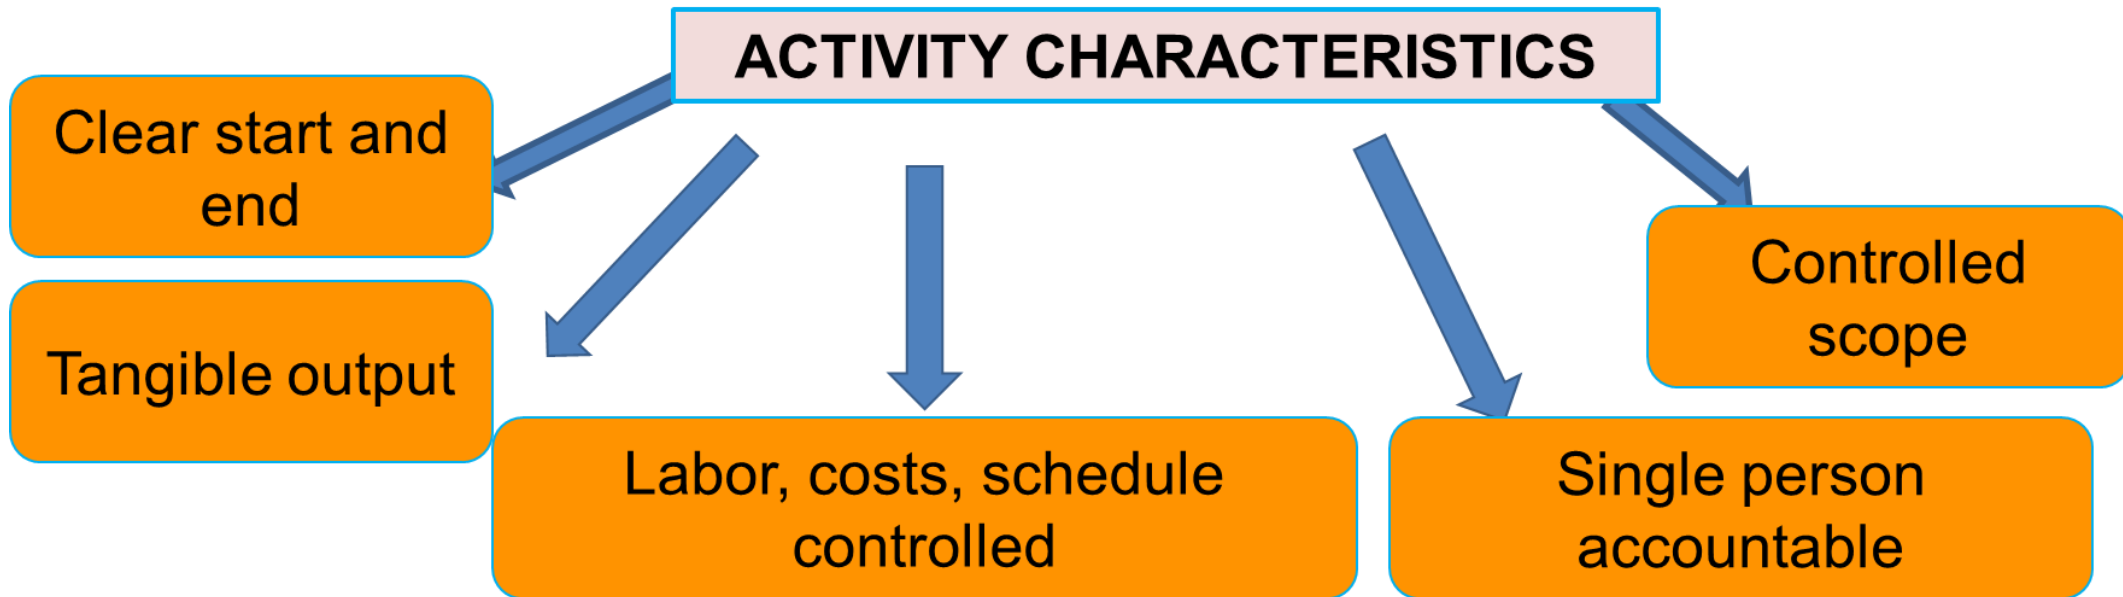 ACTIVITY CHARACTERISTICS
Clear start and
end
Tangible output
Labor, costs, schedule
controlled
Single person
accountable
Controlled
scope